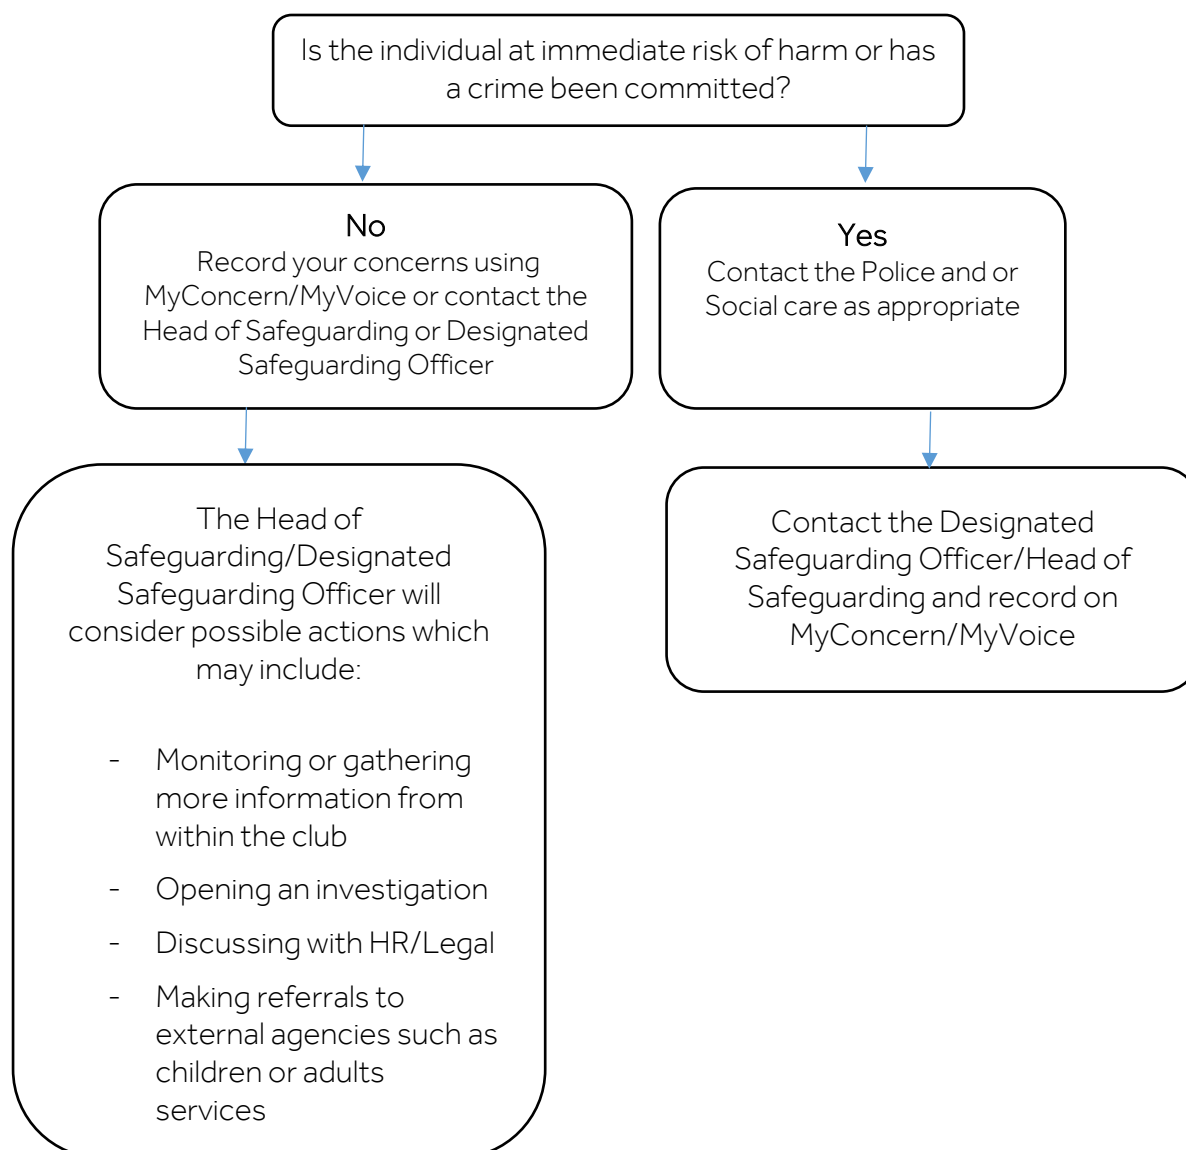 Is the individual at immediate risk of harm or has
a crime been committed?
No
Record your concerns using
MyConcern/MyVoice or contact the
Head of Safeguarding or Designated
Safeguarding Officer
Yes
Contact the Police and or
Social care as appropriate
The Head of
Safeguarding/Designated
Safeguarding Officer will
consider possible actions which
may include:
- Monitoring or gathering
more information from
within the club
- Opening an investigation
- Discussing with HR/Legal
- Making referrals to
external agencies such as
children or adults
services
Contact the Designated
Safeguarding Officer/Head of
Safeguarding and record on
MyConcern/MyVoice